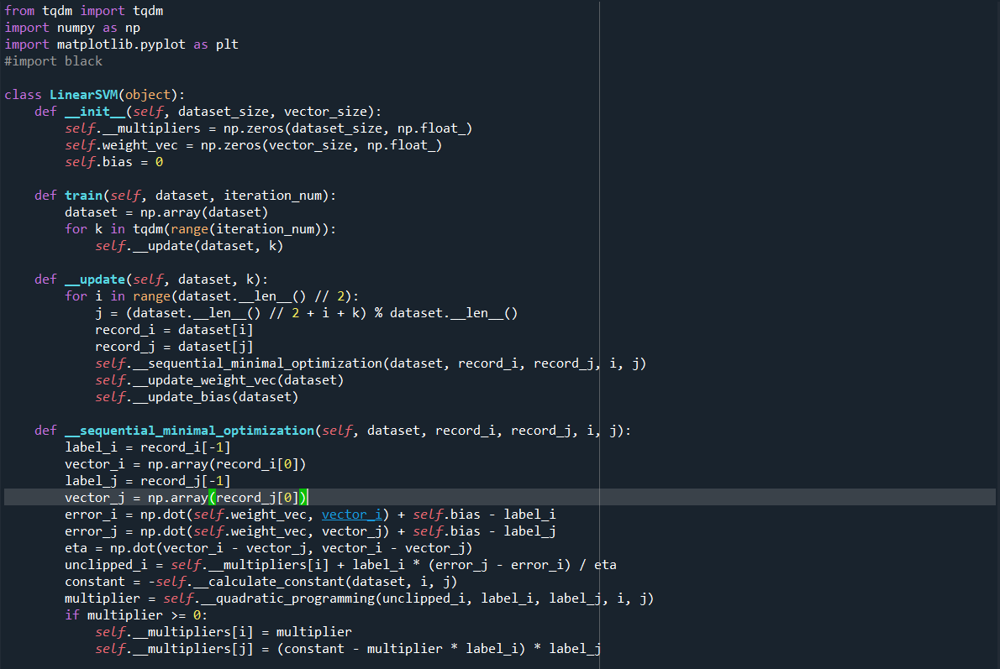 from tqdm import tqdm
import numpy as np
import matplotlib.pyplot as plt
#import black

class LinearSVM(object):
    def __init__(self, dataset_size, vector_size):
        self.__multipliers = np.zeros(dataset_size, np.float_)
        self.weight_vec = np.zeros(vector_size, np.float_)
        self.bias = 0

    def train(self, dataset, iteration_num):
        dataset = np.array(dataset)
        for k in tqdm(range(iteration_num)):
            self.__update(dataset, k)

    def __update(self, dataset, k):
        for i in range(dataset.__len__() // 2):
            j = (dataset.__len__() // 2 + i + k) % dataset.__len__()
            record_i = dataset[i]
            record_j = dataset[j]
            self.__sequential_minimal_optimization(dataset, record_i, record_j, i, j)
            self.__update_weight_vec(dataset)
            self.__update_bias(dataset)

    def __sequential_minimal_optimization(self, dataset, record_i, record_j, i, j):
        label_i = record_i[-1]
        vector_i = np.array(record_i[0])
        label_j = record_j[-1]
        vector_j = np.array(record_j[0])
        error_i = np.dot(self.weight_vec, vector_i) + self.bias - label_i
        error_j = np.dot(self.weight_vec, vector_j) + self.bias - label_j
        eta = np.dot(vector_i - vector_j, vector_i - vector_j)
        unclipped_i = self.__multipliers[i] + label_i * (error_j - error_i) / eta
        constant = -self.__calculate_constant(dataset, i, j)
        multiplier = self.__quadratic_programming(unclipped_i, label_i, label_j, i, j)
        if multiplier >= 0:
            self.__multipliers[i] = multiplier
            self.__multipliers[j] = (constant - multiplier * label_i) * label_j